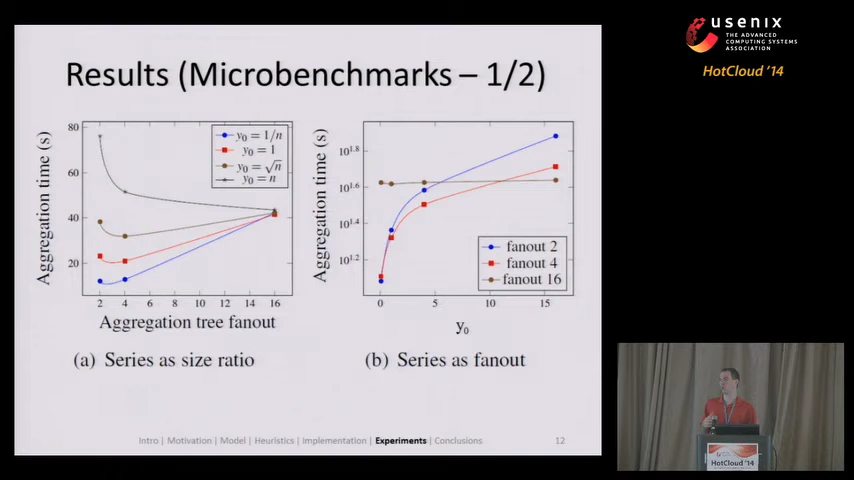 Results (Microbenchmarks – 1/2)
Aggregation time (s)
80
60
40
20
y₀ = 1/n
y₀ = 1
y₀ = √n
y₀ = n
2 4 6 8 10 12 14 16
Aggregation tree fanout
(a) Series as size ratio
Aggregation time (s)
10^1.8
10^1.6
10^1.4
10^1.2
fanout 2
fanout 4
fanout 16
0 5 10 15
y₀
(b) Series as fanout
Intro | Motivation | Model | Heuristics | Implementation | Experiments | Conclusions
12
usenix
THE ADVANCED
COMPUTING SYSTEMS
ASSOCIATION
HotCloud '14
HotCloud '14